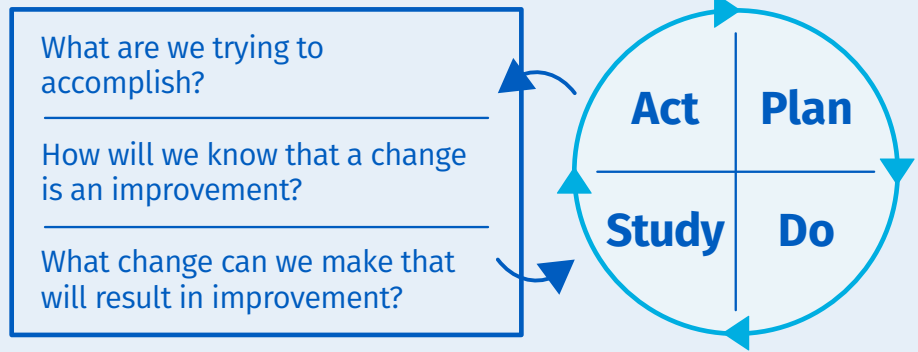 What are we trying to
accomplish?
How will we know that a change
is an improvement?
What change can we make that
will result in improvement?
Act
Plan
Study
Do